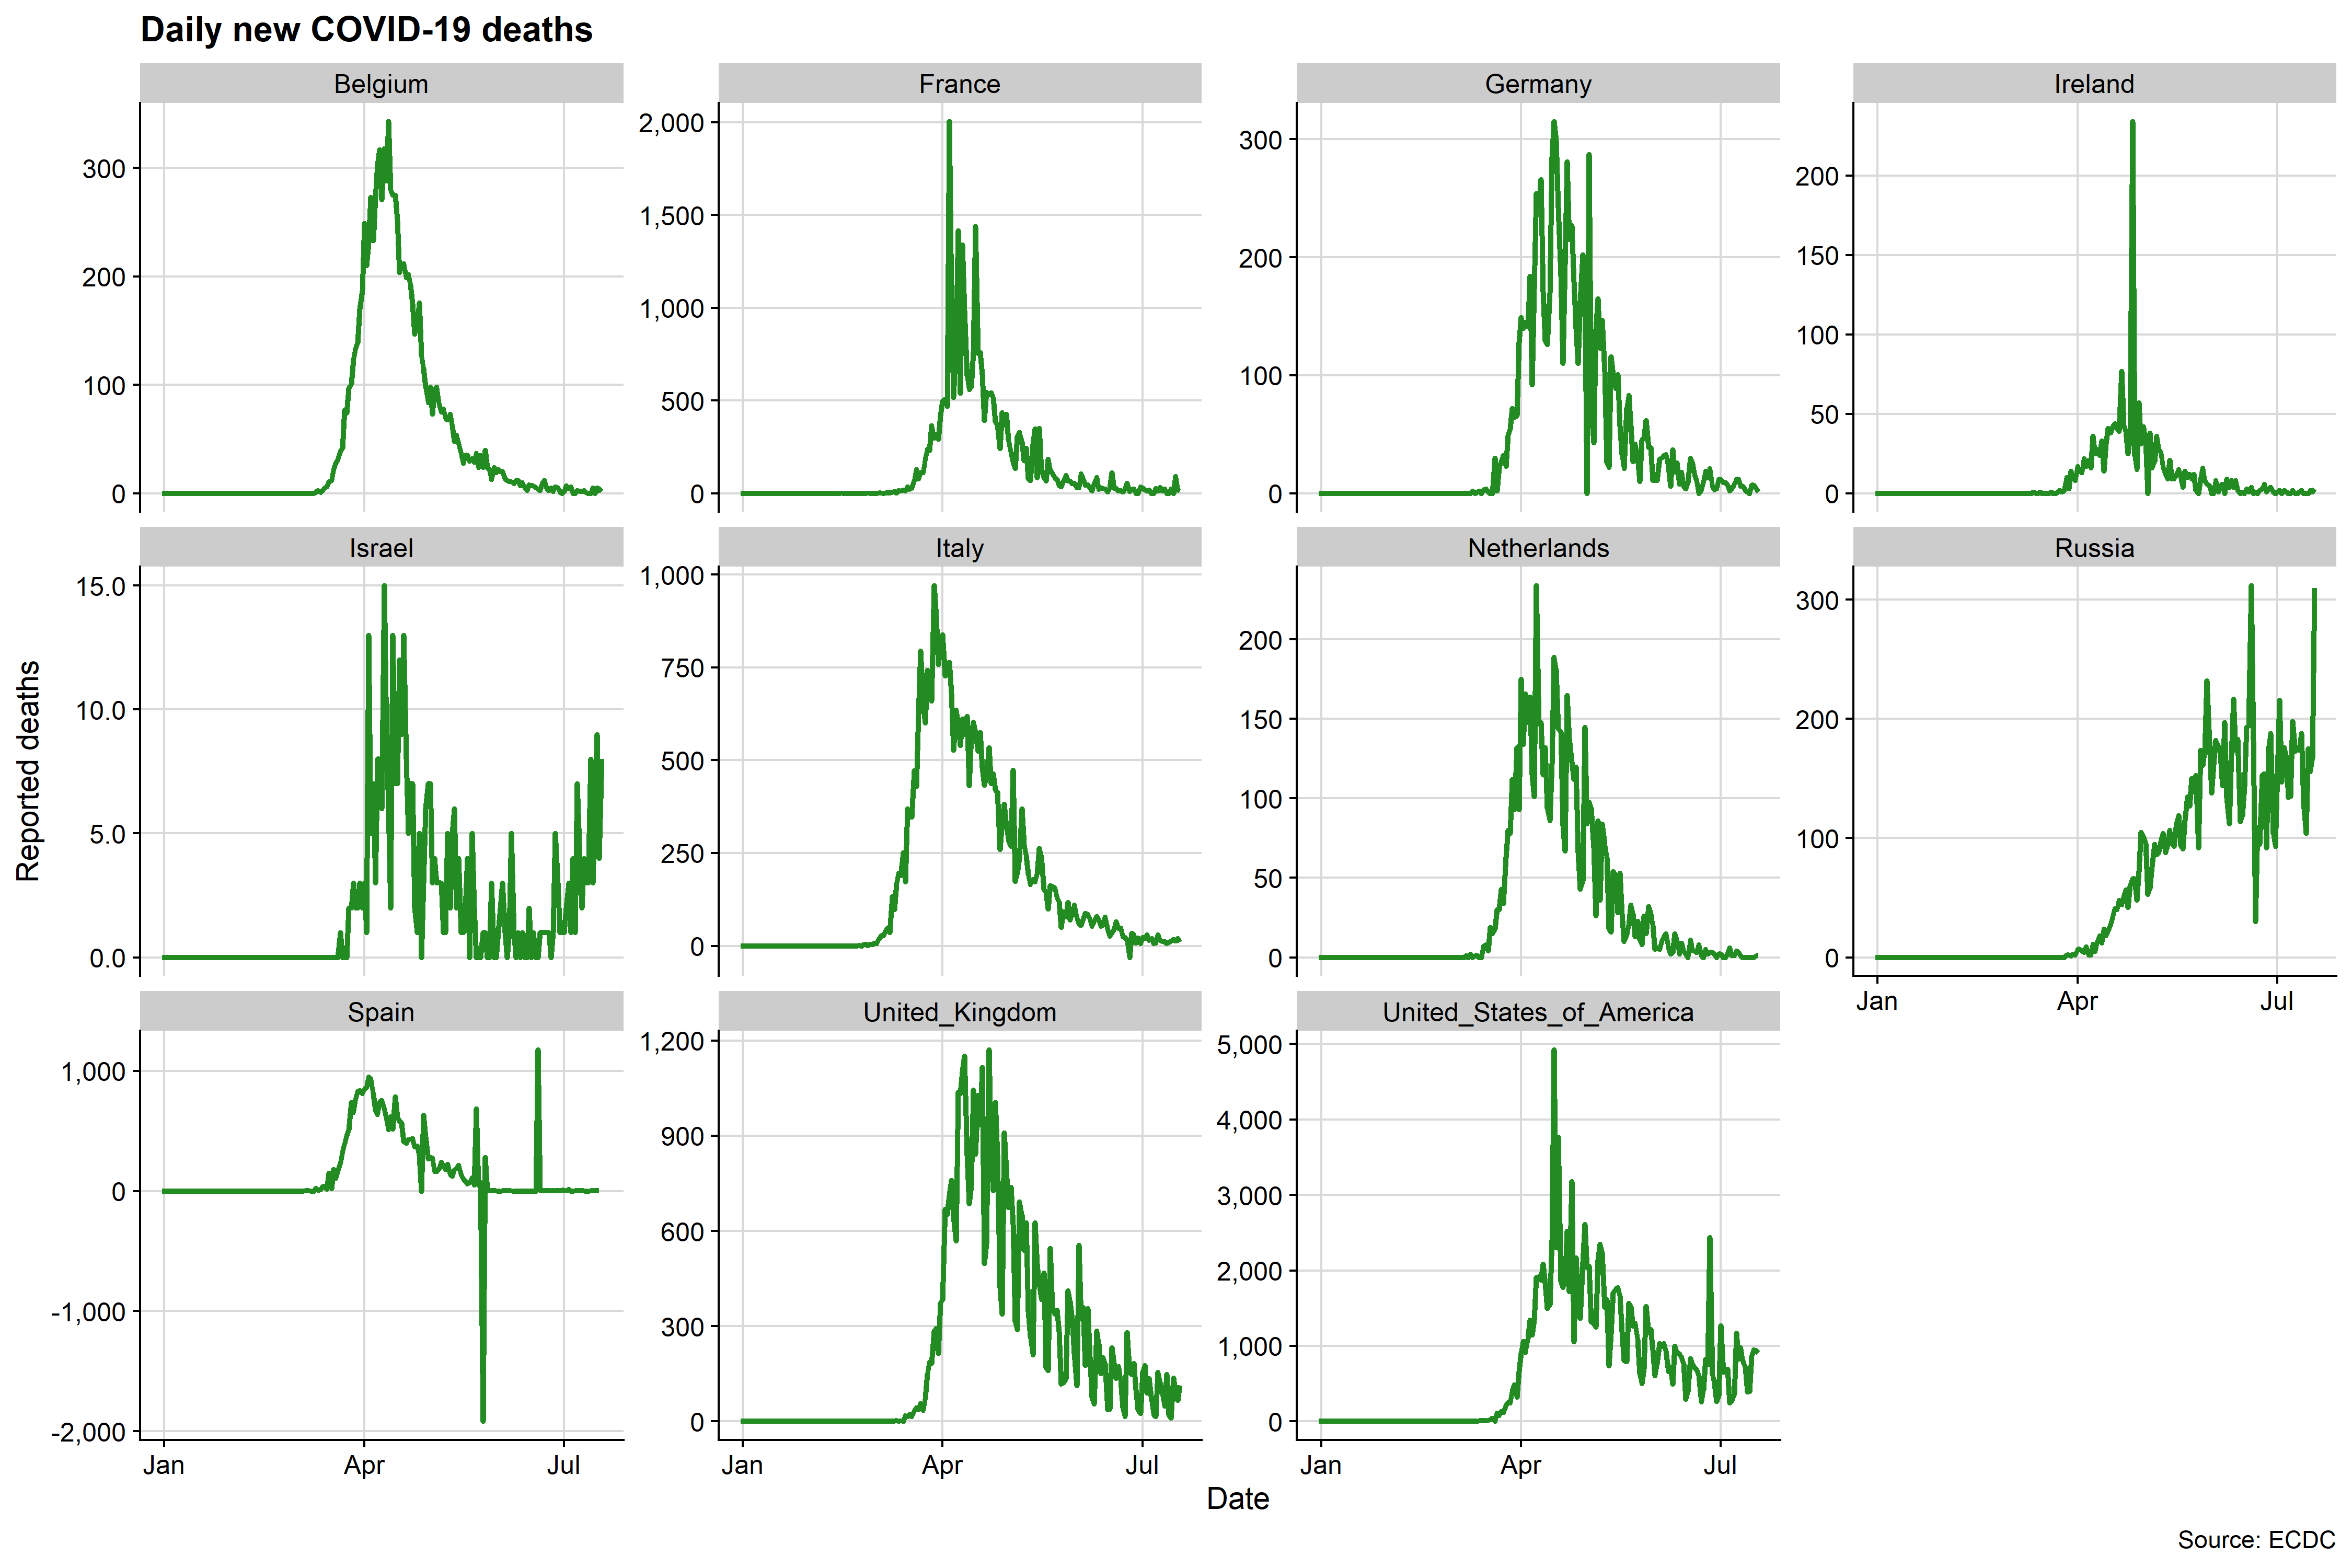 Daily new COVID-19 deaths
Belgium
France
Germany
Ireland
300
200
100
0
2,000
1,500
1,000
500
0
300
200
100
0
200
150
100
50
0
Israel
Italy
Netherlands
Russia
15.0
10.0
5.0
0.0
1,000
750
500
250
0
200
150
100
50
0
300
200
100
0
Jan
Apr
Jul
Reported deaths
Spain
United_Kingdom
United_States_of_America
1,000
0
-1,000
-2,000
1,200
900
600
300
0
5,000
4,000
3,000
2,000
1,000
0
Jan
Apr
Jul
Jan
Apr
Jul
Jan
Apr
Jul
Date
Source: ECDC